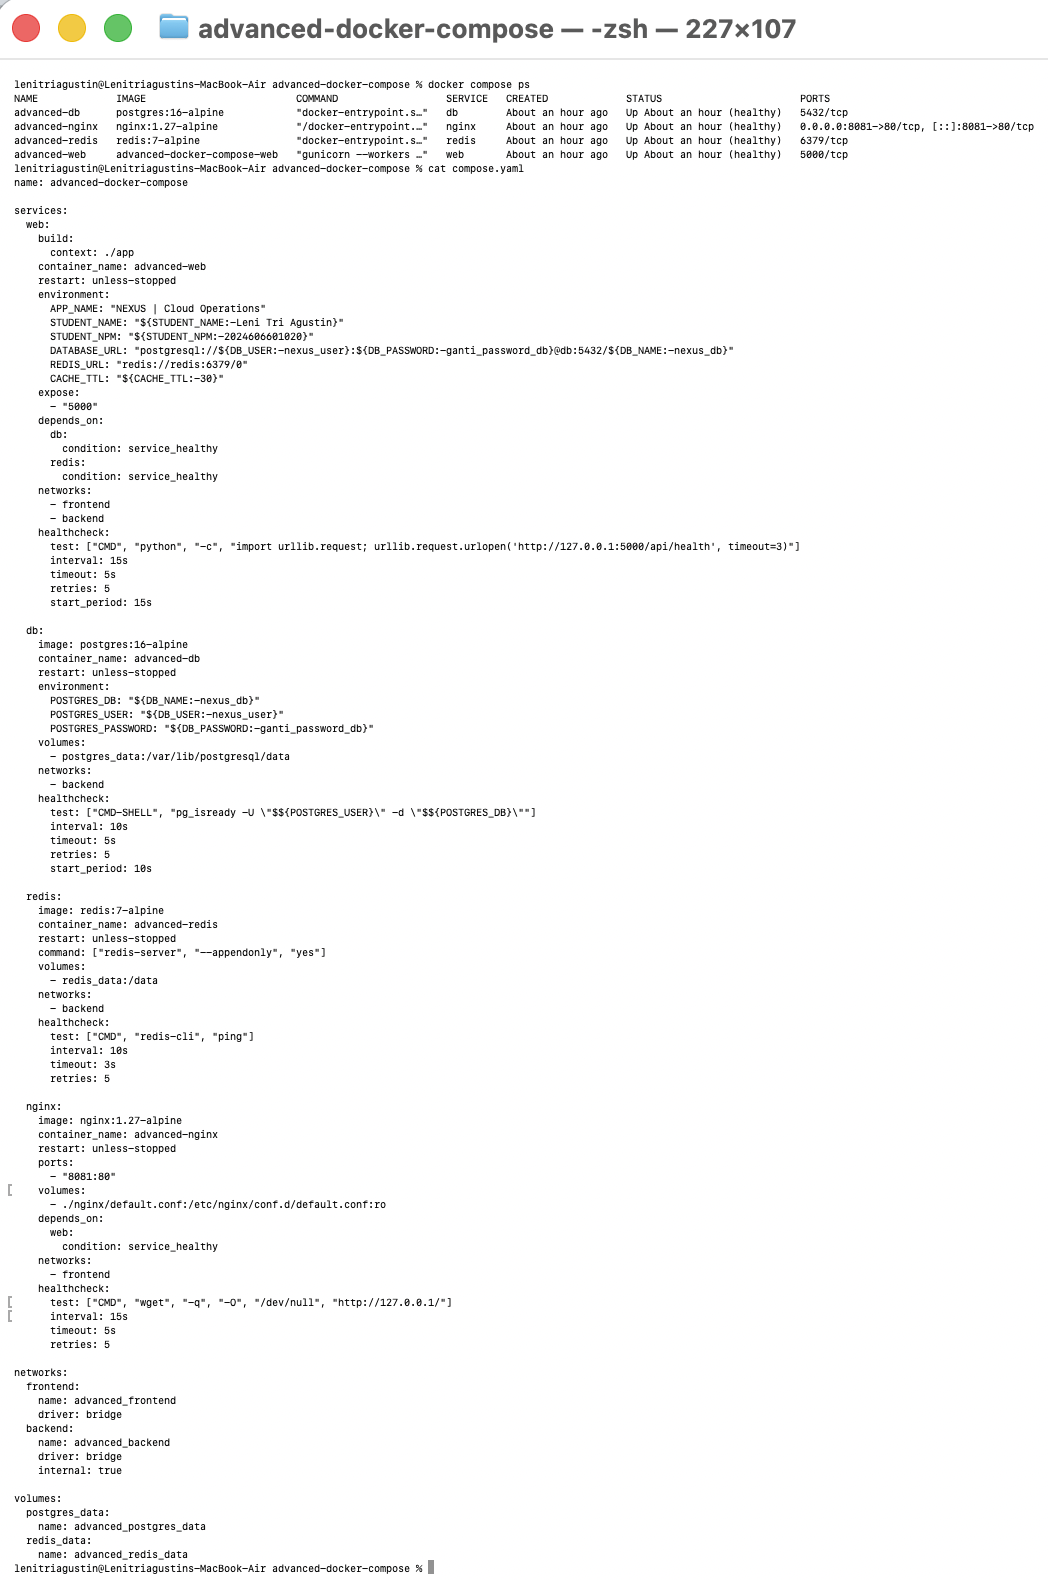 advanced-docker-compose — -zsh — 227×107
lenitriagustin@Lenitriagustins-MacBook-Air advanced-docker-compose % docker compose ps
NAME             IMAGE                         COMMAND                  SERVICE   CREATED             STATUS                       PORTS
advanced-db      postgres:16-alpine            "docker-entrypoint.s…"   db        About an hour ago   Up About an hour (healthy)   5432/tcp
advanced-nginx   nginx:1.27-alpine             "/docker-entrypoint.…"   nginx     About an hour ago   Up About an hour (healthy)   0.0.0.0:8081->80/tcp, [::]:8081->80/tcp
advanced-redis   redis:7-alpine                "docker-entrypoint.s…"   redis     About an hour ago   Up About an hour (healthy)   6379/tcp
advanced-web     advanced-docker-compose-web   "gunicorn --workers …"   web       About an hour ago   Up About an hour (healthy)   5000/tcp
lenitriagustin@Lenitriagustins-MacBook-Air advanced-docker-compose % cat compose.yaml
name: advanced-docker-compose

services:
  web:
    build:
      context: ./app
    container_name: advanced-web
    restart: unless-stopped
    environment:
      APP_NAME: "NEXUS | Cloud Operations"
      STUDENT_NAME: "${STUDENT_NAME:-Leni Tri Agustin}"
      STUDENT_NPM: "${STUDENT_NPM:-2024606601020}"
      DATABASE_URL: "postgresql://${DB_USER:-nexus_user}:${DB_PASSWORD:-ganti_password_db}@db:5432/${DB_NAME:-nexus_db}"
      REDIS_URL: "redis://redis:6379/0"
      CACHE_TTL: "${CACHE_TTL:-30}"
    expose:
      - "5000"
    depends_on:
      db:
        condition: service_healthy
      redis:
        condition: service_healthy
    networks:
      - frontend
      - backend
    healthcheck:
      test: ["CMD", "python", "-c", "import urllib.request; urllib.request.urlopen('http://127.0.0.1:5000/api/health', timeout=3)"]
      interval: 15s
      timeout: 5s
      retries: 5
      start_period: 15s

  db:
    image: postgres:16-alpine
    container_name: advanced-db
    restart: unless-stopped
    environment:
      POSTGRES_DB: "${DB_NAME:-nexus_db}"
      POSTGRES_USER: "${DB_USER:-nexus_user}"
      POSTGRES_PASSWORD: "${DB_PASSWORD:-ganti_password_db}"
    volumes:
      - postgres_data:/var/lib/postgresql/data
    networks:
      - backend
    healthcheck:
      test: ["CMD-SHELL", "pg_isready -U \"$${POSTGRES_USER}\" -d \"$${POSTGRES_DB}\""]
      interval: 10s
      timeout: 5s
      retries: 5
      start_period: 10s

  redis:
    image: redis:7-alpine
    container_name: advanced-redis
    restart: unless-stopped
    command: ["redis-server", "--appendonly", "yes"]
    volumes:
      - redis_data:/data
    networks:
      - backend
    healthcheck:
      test: ["CMD", "redis-cli", "ping"]
      interval: 10s
      timeout: 3s
      retries: 5

  nginx:
    image: nginx:1.27-alpine
    container_name: advanced-nginx
    restart: unless-stopped
    ports:
      - "8081:80"
[    volumes:
      - ./nginx/default.conf:/etc/nginx/conf.d/default.conf:ro
    depends_on:
      web:
        condition: service_healthy
    networks:
      - frontend
    healthcheck:
[      test: ["CMD", "wget", "-q", "-O", "/dev/null", "http://127.0.0.1/"]
[      interval: 15s
      timeout: 5s
      retries: 5

networks:
  frontend:
    name: advanced_frontend
    driver: bridge
  backend:
    name: advanced_backend
    driver: bridge
    internal: true

volumes:
  postgres_data:
    name: advanced_postgres_data
  redis_data:
    name: advanced_redis_data
lenitriagustin@Lenitriagustins-MacBook-Air advanced-docker-compose %